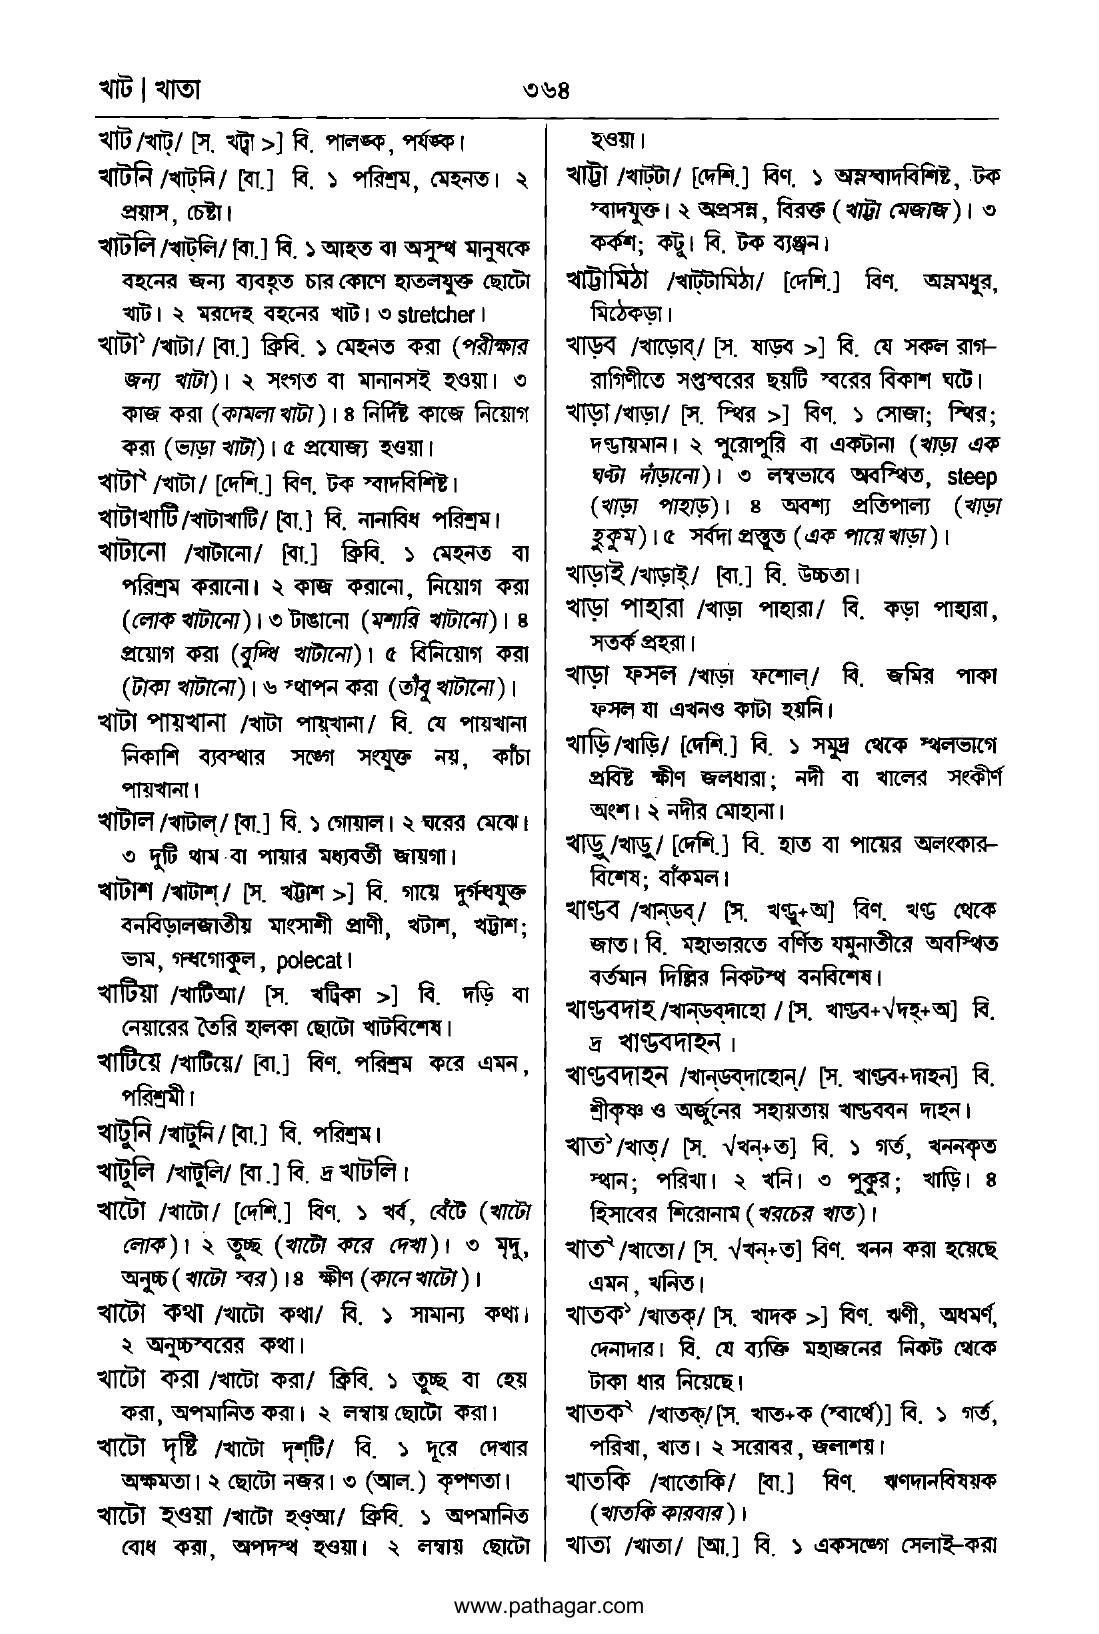 খাট | খাতা
৩৬৪
খাট /খাট্/ [স. খট্বা >] বি. পালঙ্ক, পর্যঙ্ক।
খাটনি /খাট্‌নি/ [বা.] বি. ১ পরিশ্রম, মেহনত। ২
প্রয়াস, চেষ্টা।
খাটলি /খাট্‌লি/ [বা.] বি. ১ আহত বা অসুস্থ মানুষকে
বহনের জন্য ব্যবহৃত চার কোণে হাতলযুক্ত ছোটো
খাট। ২ মরদেহ বহনের খাট। ৩ stretcher।
খাটা¹ /খাটা/ [বা.] ক্রিবি. ১ মেহনত করা (পরীক্ষার
জন্য খাটা)। ২ সংগত বা মানানসই হওয়া। ৩
কাজ করা (কামলা খাটা)। ৪ নির্দিষ্ট কাজে নিয়োগ
করা (ভাড়া খাটা)। ৫ প্রযোজ্য হওয়া।
খাটা² /খাটা/ [দেশি.] বিণ. টক স্বাদবিশিষ্ট।
খাটাখাটি /খাটাখাটি/ [বা.] বি. নানাবিধ পরিশ্রম।
খাটানো /খাটানো/ [বা.] ক্রিবি. ১ মেহনত বা
পরিশ্রম করানো। ২ কাজ করানো, নিয়োগ করা
(লোক খাটানো)। ৩ টাঙানো (মশারি খাটানো)। ৪
প্রয়োগ করা (বুদ্ধি খাটানো)। ৫ বিনিয়োগ করা
(টাকা খাটানো)। ৬ স্থাপন করা (তাঁবু খাটানো)।
খাটা পায়খানা /খাটা পায়্‌খানা/ বি. যে পায়খানা
নিকাশি ব্যবস্থার সঙ্গে সংযুক্ত নয়, কাঁচা
পায়খানা।
খাটাল /খাটাল্/ [বা.] বি. ১ গোয়াল। ২ ঘরের মেঝে।
৩ দুটি থাম বা পায়ার মধ্যবর্তী জায়গা।
খাটাশ /খাটাশ্/ [স. খট্টাশ >] বি. গায়ে দুর্গন্ধযুক্ত
বনবিড়ালজাতীয় মাংসাশী প্রাণী, খটাশ, খট্টাশ;
ভাম, গন্ধগোকুল, polecat।
খাটিয়া /খাটিআ/ [স. খট্বিকা >] বি. দড়ি বা
নেয়ারের তৈরি হালকা ছোটো খাটবিশেষ।
খাটিয়ে /খাটিয়ে/ [বা.] বিণ. পরিশ্রম করে এমন,
পরিশ্রমী।
খাটুনি /খাটুনি/ [বা.] বি. পরিশ্রম।
খাটুলি /খাটুলি/ [বা.] বি. দ্র খাটলি।
খাটো /খাটো/ [দেশি.] বিণ. ১ খর্ব, বেঁটে (খাটো
লোক)। ২ তুচ্ছ (খাটো করে দেখা)। ৩ মৃদু,
অনুচ্চ (খাটো স্বর)। ৪ ক্ষীণ (কানে খাটো)।
খাটো কথা /খাটো কথা/ বি. ১ সামান্য কথা।
২ অনুচ্চস্বরের কথা।
খাটো করা /খাটো করা/ ক্রিবি. ১ তুচ্ছ বা হেয়
করা, অপমানিত করা। ২ লম্বায় ছোটো করা।
খাটো দৃষ্টি /খাটো দৃশ্‌টি/ বি. ১ দূরে দেখার
অক্ষমতা। ২ ছোটো নজর। ৩ (আল.) কৃপণতা।
খাটো হওয়া /খাটো হওআ/ ক্রিবি. ১ অপমানিত
বোধ করা, অপদস্থ হওয়া। ২ লম্বায় ছোটো
হওয়া।
খাট্টা /খাট্‌টা/ [দেশি.] বিণ. ১ অম্লস্বাদবিশিষ্ট, টক
স্বাদযুক্ত। ২ অপ্রসন্ন, বিরক্ত (খাট্টা মেজাজ)। ৩
কর্কশ; কটু। বি. টক ব্যঞ্জন।
খাট্টামিঠা /খাট্‌টামিঠা/ [দেশি.] বিণ. অম্লমধুর,
মিঠেকড়া।
খাড়ব /খাড়োব্/ [স. ষাড়ব >] বি. যে সকল রাগ-
রাগিণীতে সপ্তস্বরের ছয়টি স্বরের বিকাশ ঘটে।
খাড়া /খাড়া/ [স. স্থির >] বিণ. ১ সোজা; স্থির;
দণ্ডায়মান। ২ পুরোপুরি বা একটানা (খাড়া এক
ঘণ্টা দাঁড়ানো)। ৩ লম্বভাবে অবস্থিত, steep
(খাড়া পাহাড়)। ৪ অবশ্য প্রতিপাল্য (খাড়া
হুকুম)। ৫ সর্বদা প্রস্তুত (এক পায়ে খাড়া)।
খাড়াই /খাড়াই্/ [বা.] বি. উচ্চতা।
খাড়া পাহারা /খাড়া পাহারা/ বি. কড়া পাহারা,
সতর্ক প্রহরা।
খাড়া ফসল /খাড়া ফশোল্/ বি. জমির পাকা
ফসল যা এখনও কাটা হয়নি।
খাড়ি /খাড়ি/ [দেশি.] বি. ১ সমুদ্র থেকে স্থলভাগে
প্রবিষ্ট ক্ষীণ জলধারা; নদী বা খালের সংকীর্ণ
অংশ। ২ নদীর মোহানা।
খাড়ু /খাড়ু/ [দেশি.] বি. হাত বা পায়ের অলংকার-
বিশেষ; বাঁকমল।
খাণ্ডব /খান্‌ডব্/ [স. খণ্ডু+অ] বিণ. খণ্ড থেকে
জাত। বি. মহাভারতে বর্ণিত যমুনাতীরে অবস্থিত
বর্তমান দিল্লির নিকটস্থ বনবিশেষ।
খাণ্ডবদাহ /খান্‌ডব্‌দাহো / [স. খাণ্ডব+√দহ্+অ] বি.
দ্র খাণ্ডবদাহন ।
খাণ্ডবদাহন /খান্‌ডব্‌দাহোন্/ [স. খাণ্ডব+দাহন] বি.
শ্রীকৃষ্ণ ও অর্জুনের সহায়তায় খাণ্ডববন দাহন।
খাত¹ /খাত্/ [স. √খন্+ত] বি. ১ গর্ত, খননকৃত
স্থান; পরিখা। ২ খনি। ৩ পুকুর; খাড়ি। ৪
হিসাবের শিরোনাম (খরচের খাত)।
খাত² /খাতো/ [স. √খন্+ত] বিণ. খনন করা হয়েছে
এমন, খনিত।
খাতক¹ /খাতক্/ [স. খাদক >] বিণ. ঋণী, অধমর্ণ,
দেনাদার। বি. যে ব্যক্তি মহাজনের নিকট থেকে
টাকা ধার নিয়েছে।
খাতক² /খাতক্/ [স. খাত+ক (স্বার্থে)] বি. ১ গর্ত,
পরিখা, খাত। ২ সরোবর, জলাশয়।
খাতকি /খাতোকি/ [বা.] বিণ. ঋণদানবিষয়ক
(খাতকি কারবার)।
খাতা /খাতা/ [আ.] বি. ১ একসঙ্গে সেলাই-করা
www.pathagar.com